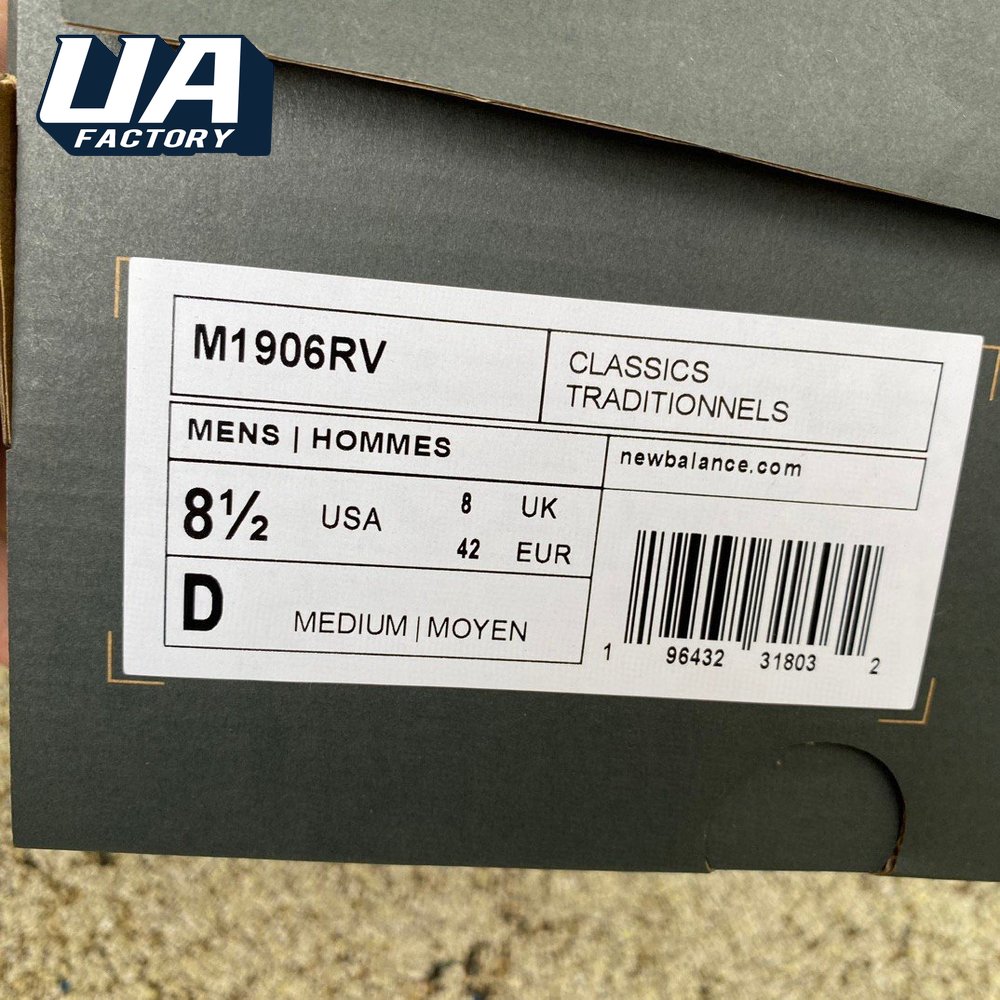 UA
FACTORY
M1906RV
CLASSICS
TRADITIONNELS
MENS | HOMMES
newbalance.com
8½ USA 8 UK
42 EUR
D MEDIUM | MOYEN
1 96432 31803 2